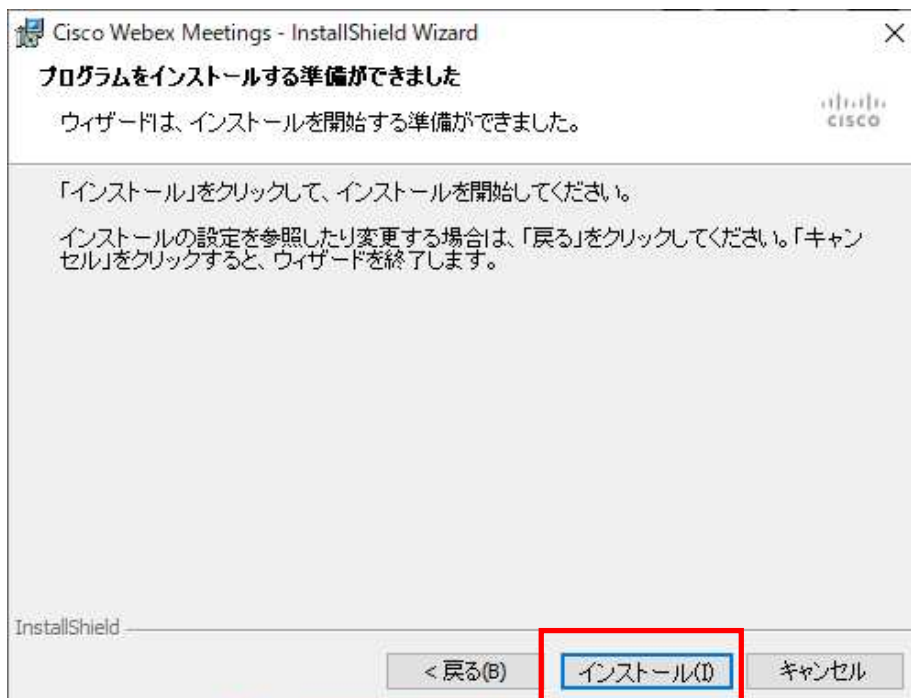 Cisco Webex Meetings - InstallShield Wizard
プログラムをインストールする準備ができました
ウィザードは、インストールを開始する準備ができました。
cisco
「インストール」をクリックして、インストールを開始してください。
インストールの設定を参照したり変更する場合は、「戻る」をクリックしてください。「キャン
セル」をクリックすると、ウィザードを終了します。
InstallShield
< 戻る(B)
インストール(I)
キャンセル